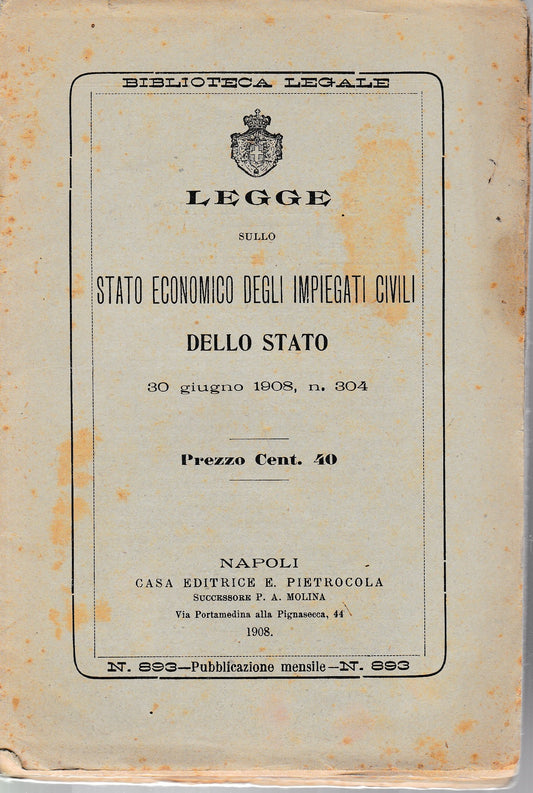 BIBLIOTECA LEGALE
LEGGE
SULLO
STATO ECONOMICO DEGLI IMPIEGATI CIVILI
DELLO STATO
30 giugno 1908, n. 304
Prezzo Cent. 40
NAPOLI
CASA EDITRICE E. PIETROCOLA
SUCCESSORE P. A. MOLINA
Via Portamedina alla Pignasecca, 44
1908.
N. 893—Pubblicazione mensile—N. 893